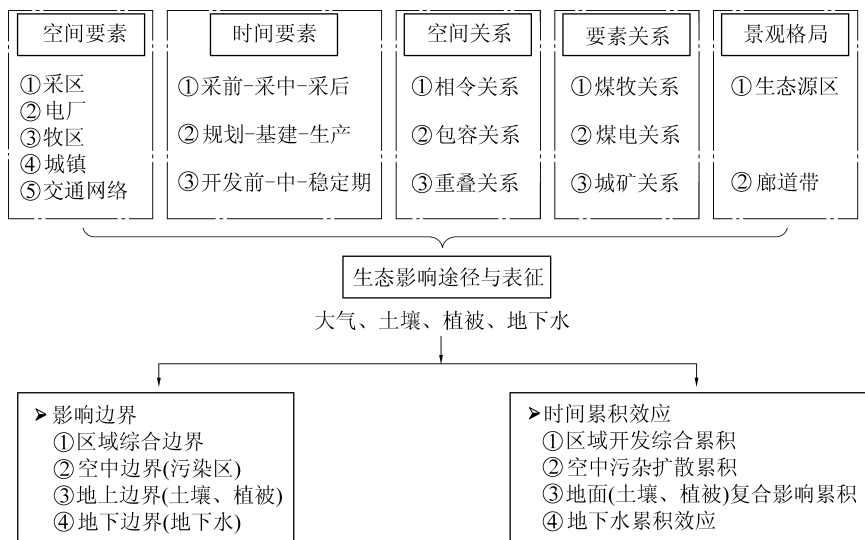 空间要素
①采区
②电厂
③牧区
④城镇
⑤交通网络
时间要素
①采前-采中-采后
②规划-基建-生产
③开发前-中-稳定期
空间关系
①相令关系
②包容关系
③重叠关系
要素关系
①煤牧关系
②煤电关系
③城矿关系
景观格局
①生态源区
②廊道带
生态影响途径与表征
大气、土壤、植被、地下水
➢影响边界
①区域综合边界
②空中边界(污染区)
③地上边界(土壤、植被)
④地下边界(地下水)
➢时间累积效应
①区域开发综合累积
②空中污杂扩散累积
③地面(土壤、植被)复合影响累积
④地下水累积效应